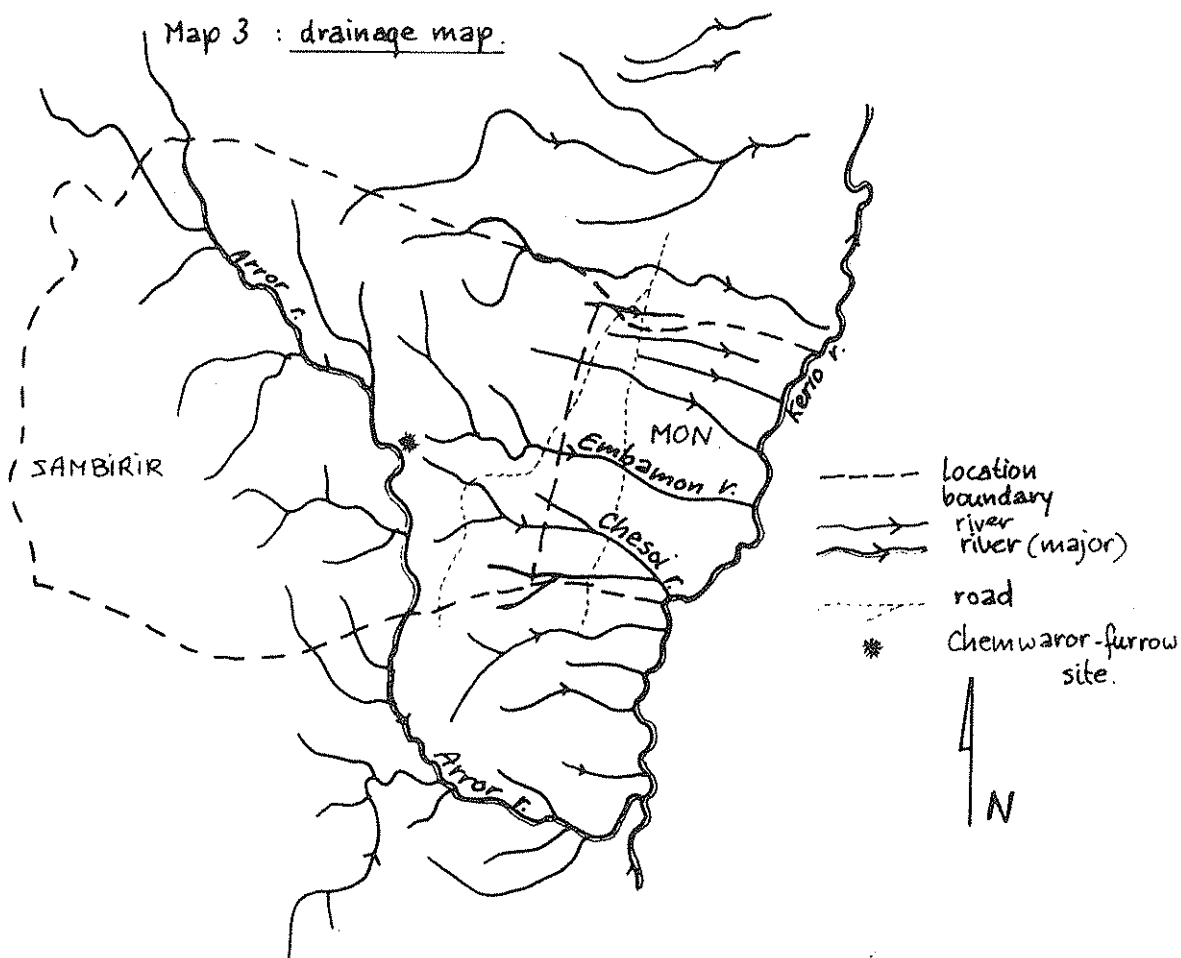 Map 3 : drainage map.
Arror r.
Kerio r.
MON
Embamon r.
SAMBIRIR
Chesoi r.
Arror r.
location
boundary
river
river (major)
road
Chemwaror-furrow
site.
N